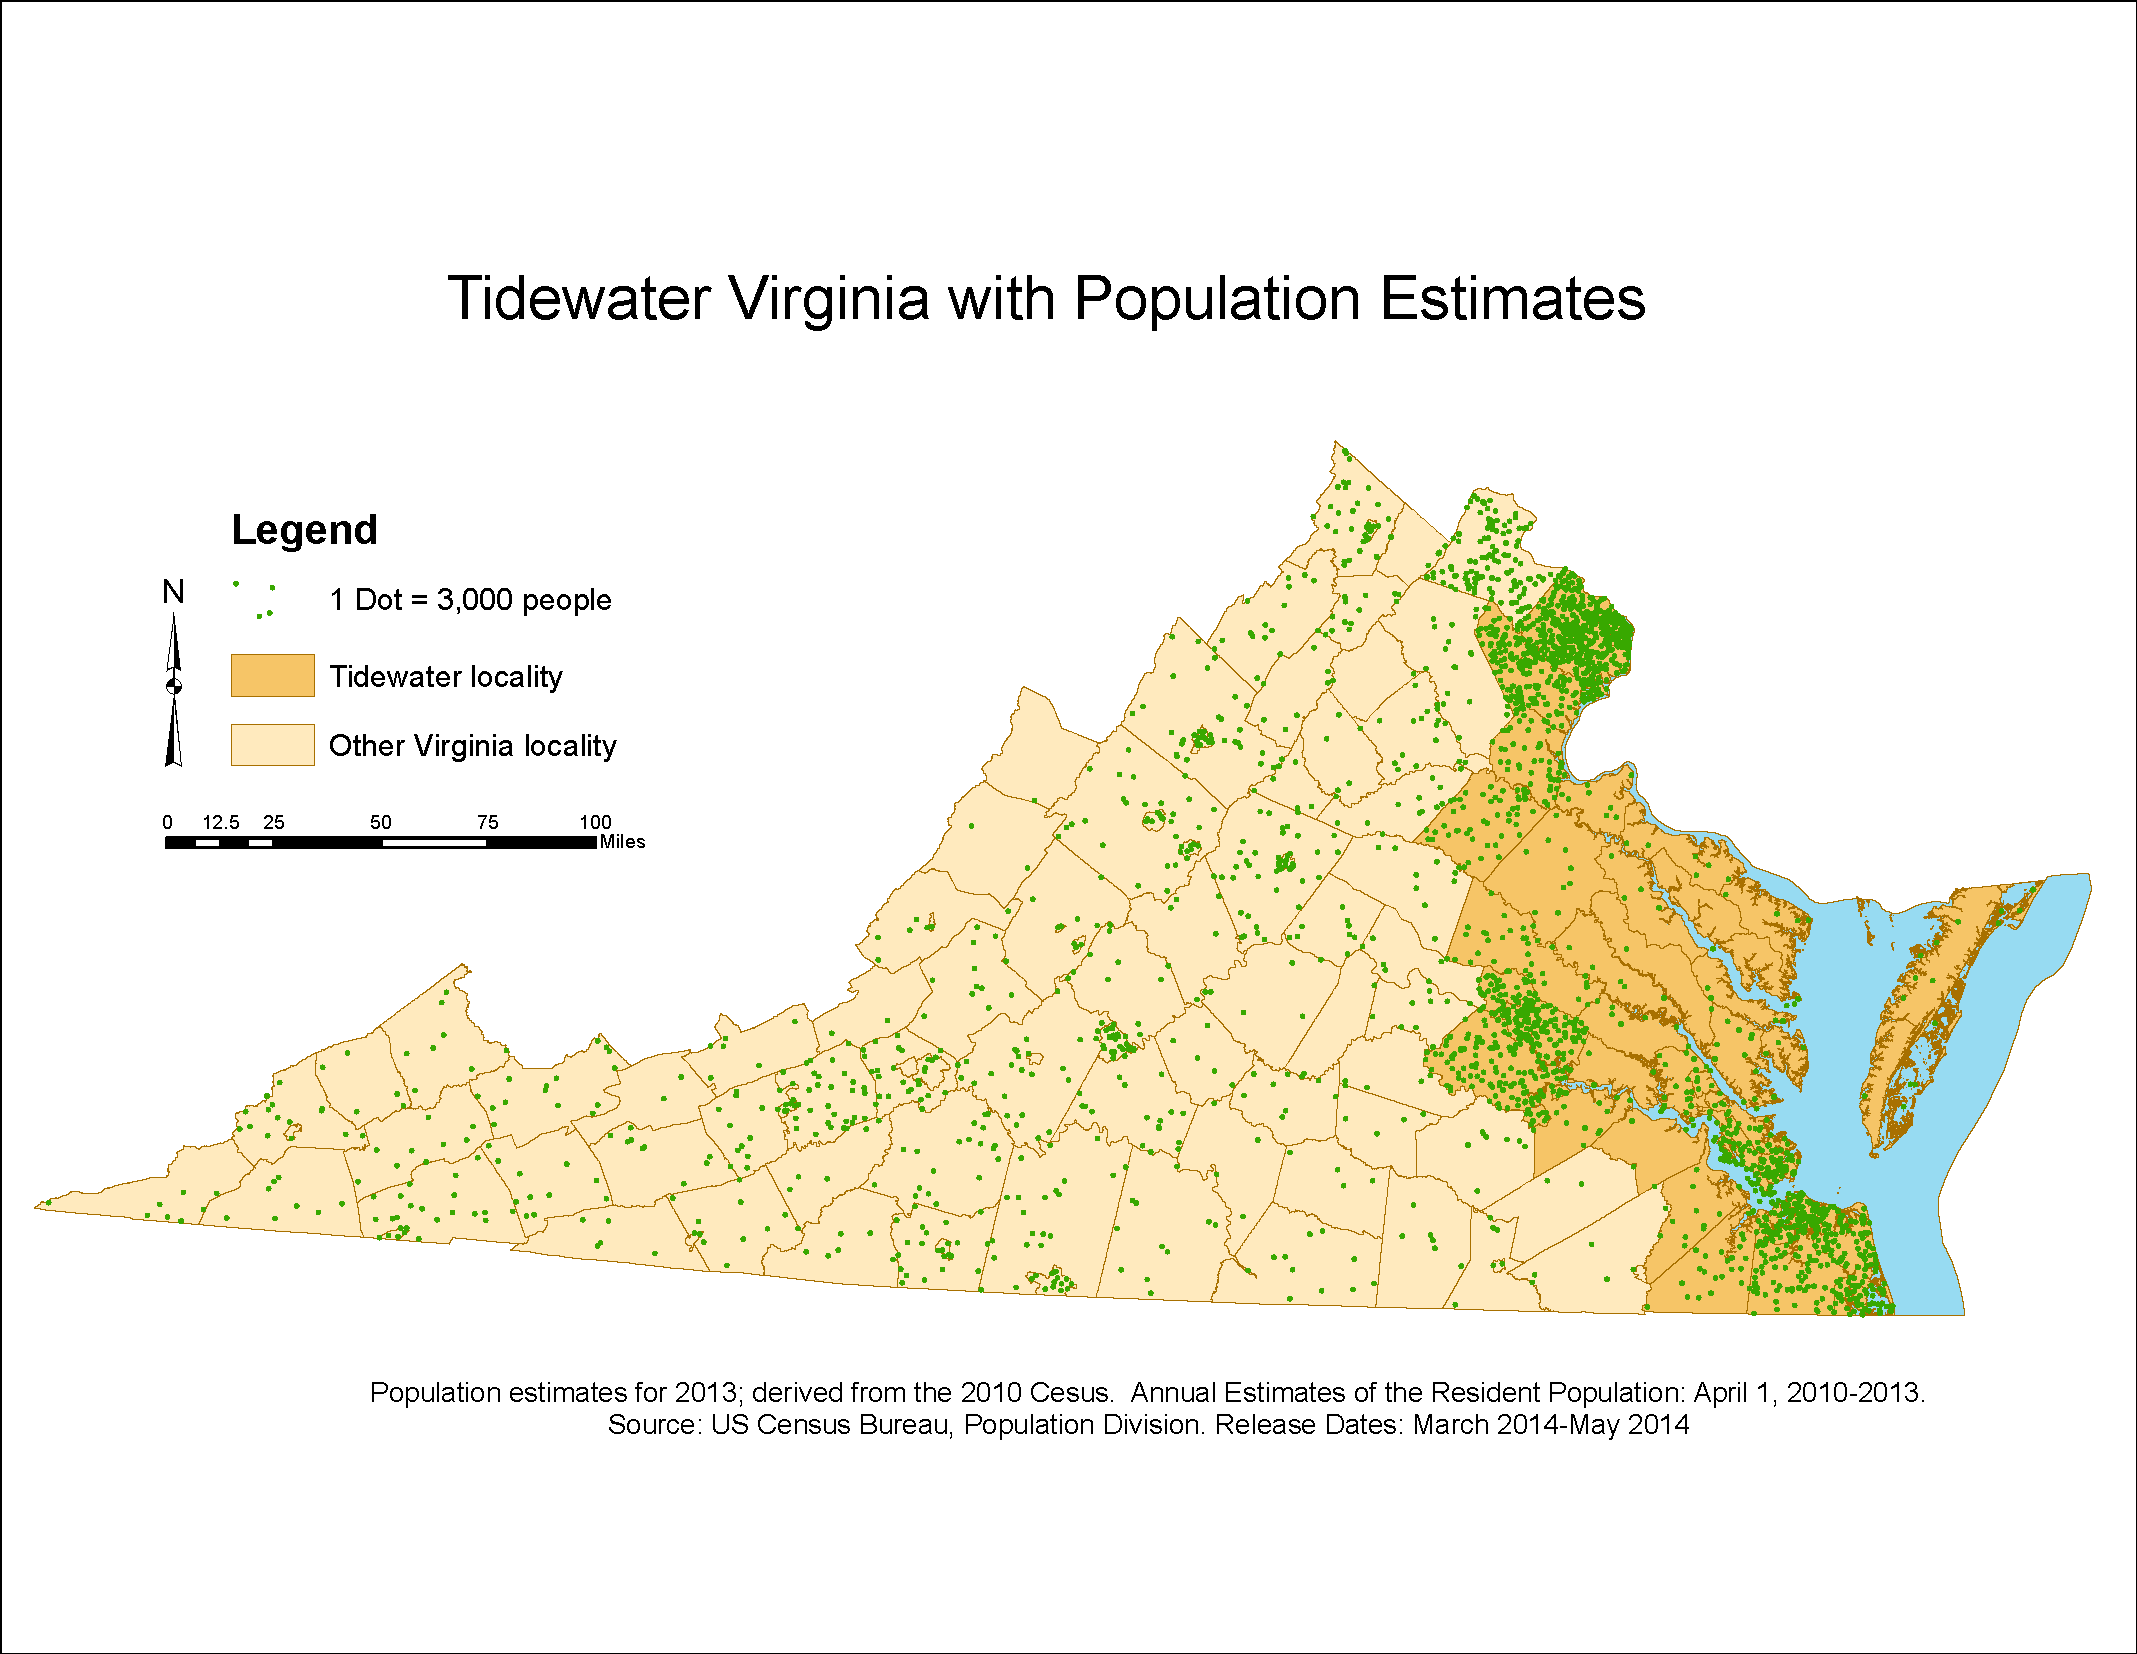 Tidewater Virginia with Population Estimates
Legend
N
1 Dot = 3,000 people
Tidewater locality
Other Virginia locality
0 12.5 25 50 75 100
Miles
Population estimates for 2013; derived from the 2010 Cesus.  Annual Estimates of the Resident Population: April 1, 2010-2013.
Source: US Census Bureau, Population Division. Release Dates: March 2014-May 2014